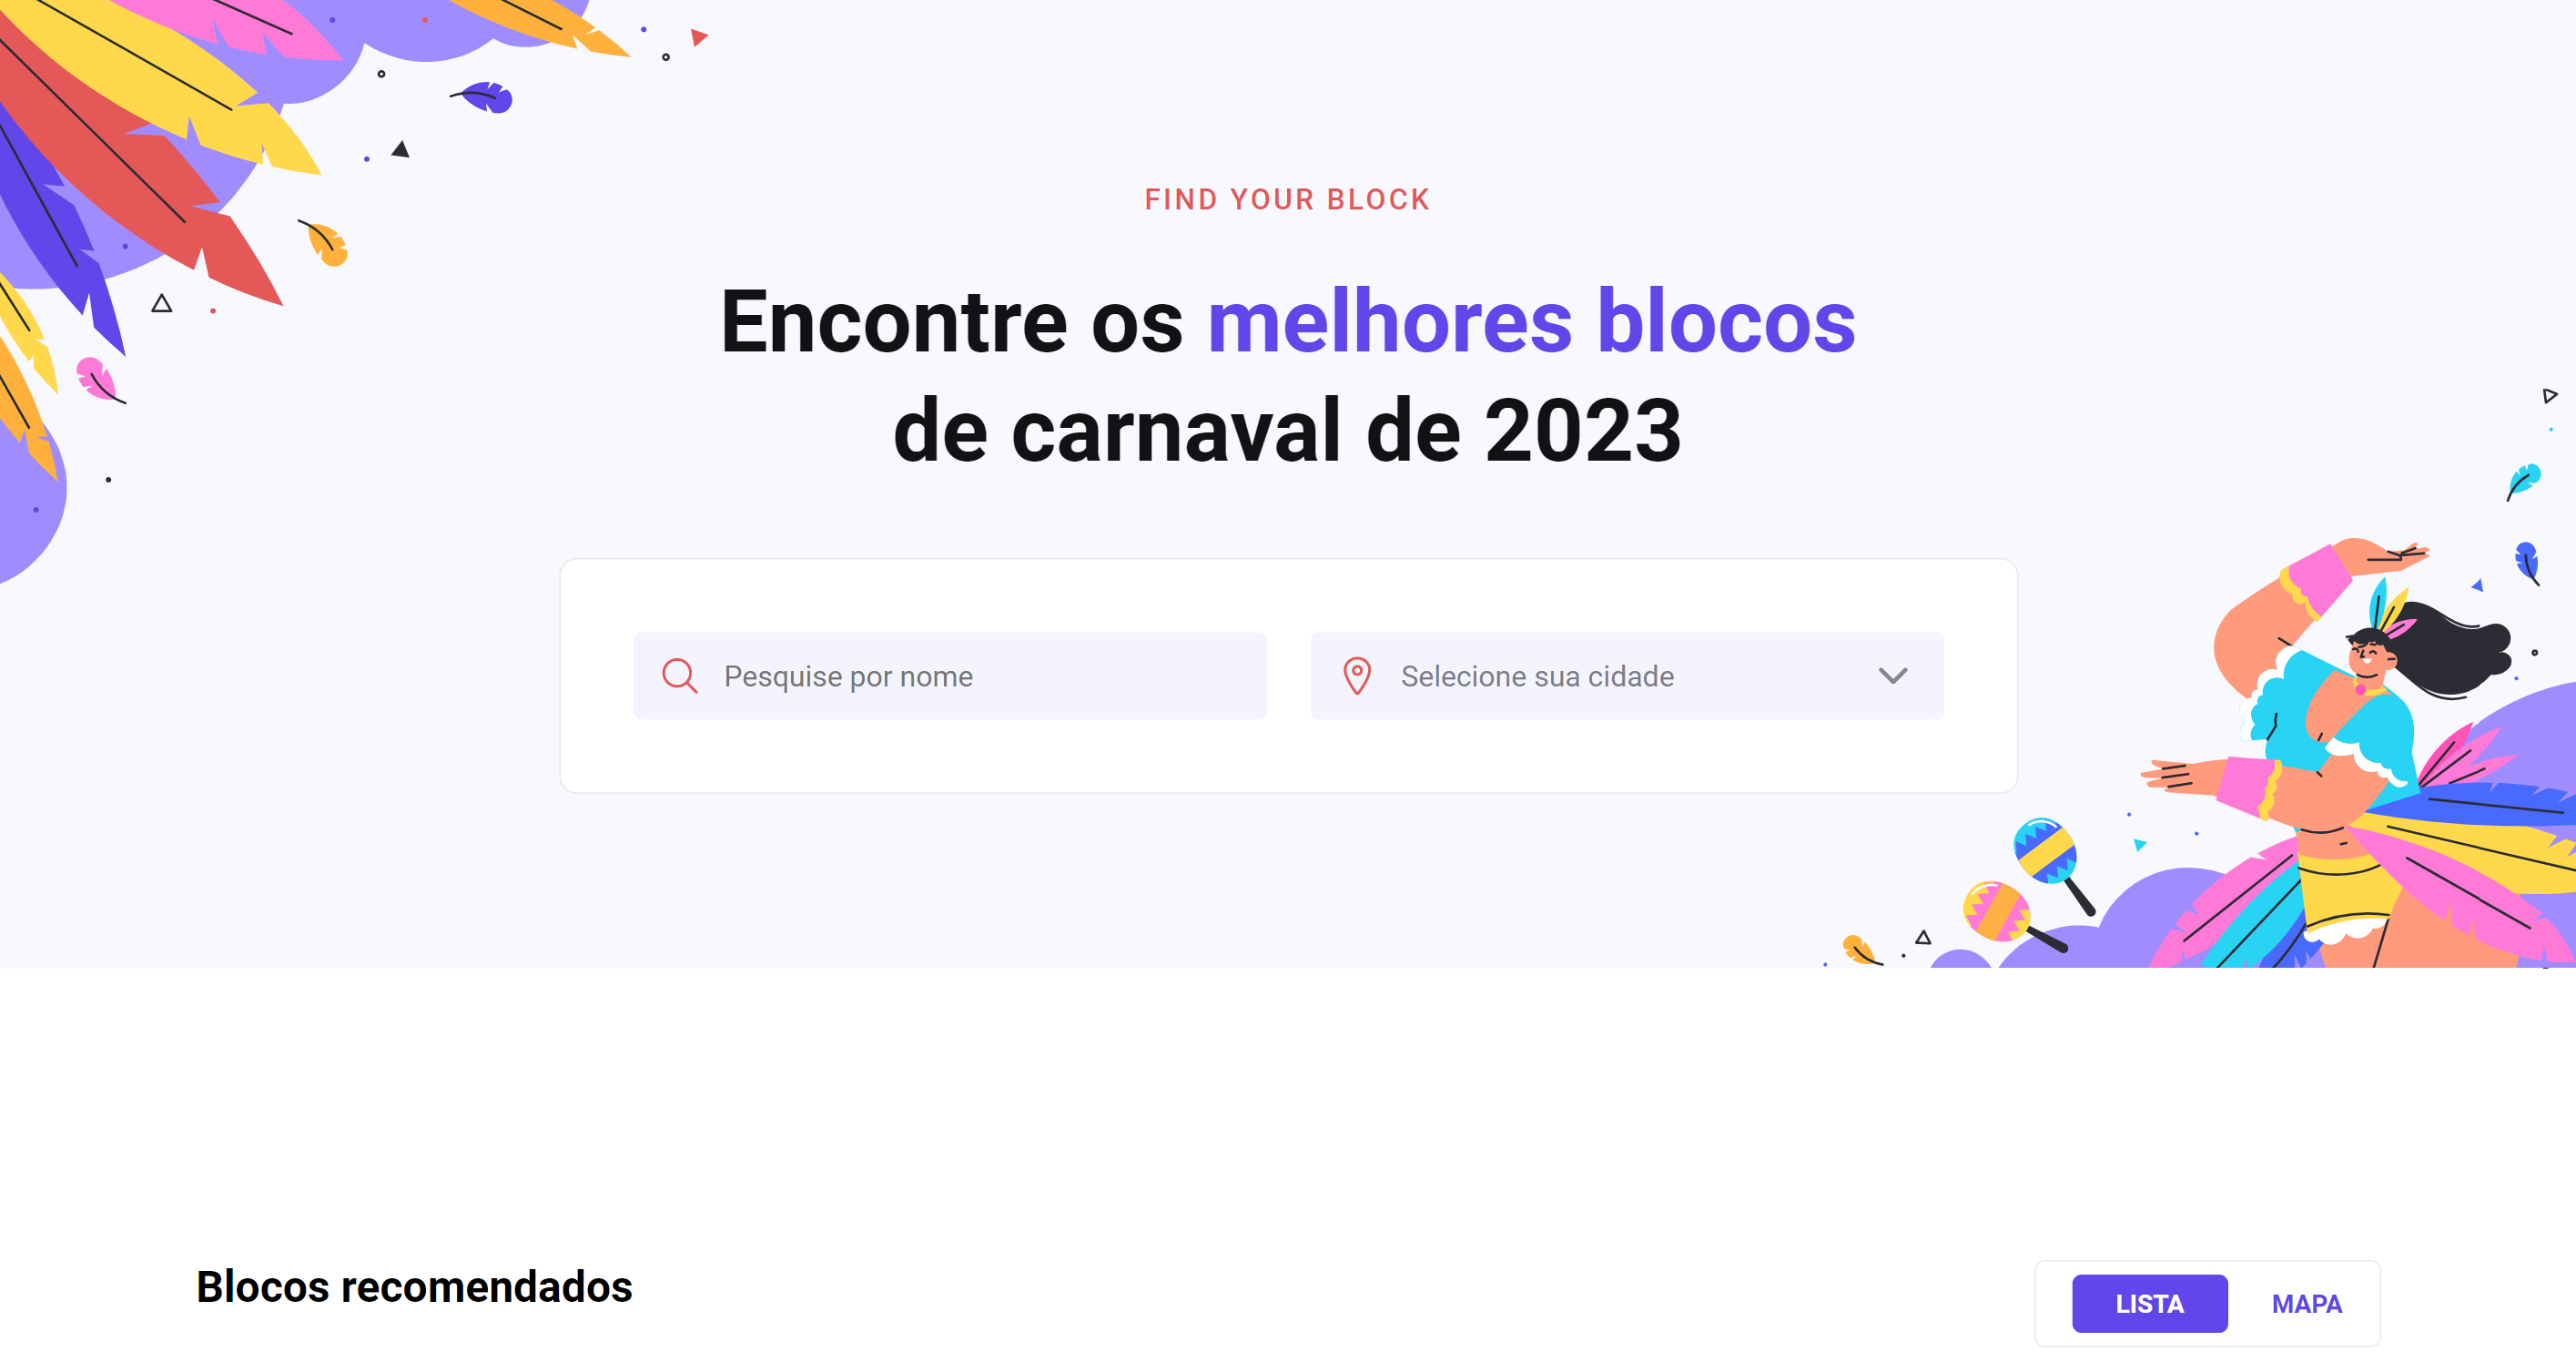 FIND YOUR BLOCK
Encontre os melhores blocos
de carnaval de 2023
Pesquise por nome
Selecione sua cidade
Blocos recomendados
LISTA
MAPA